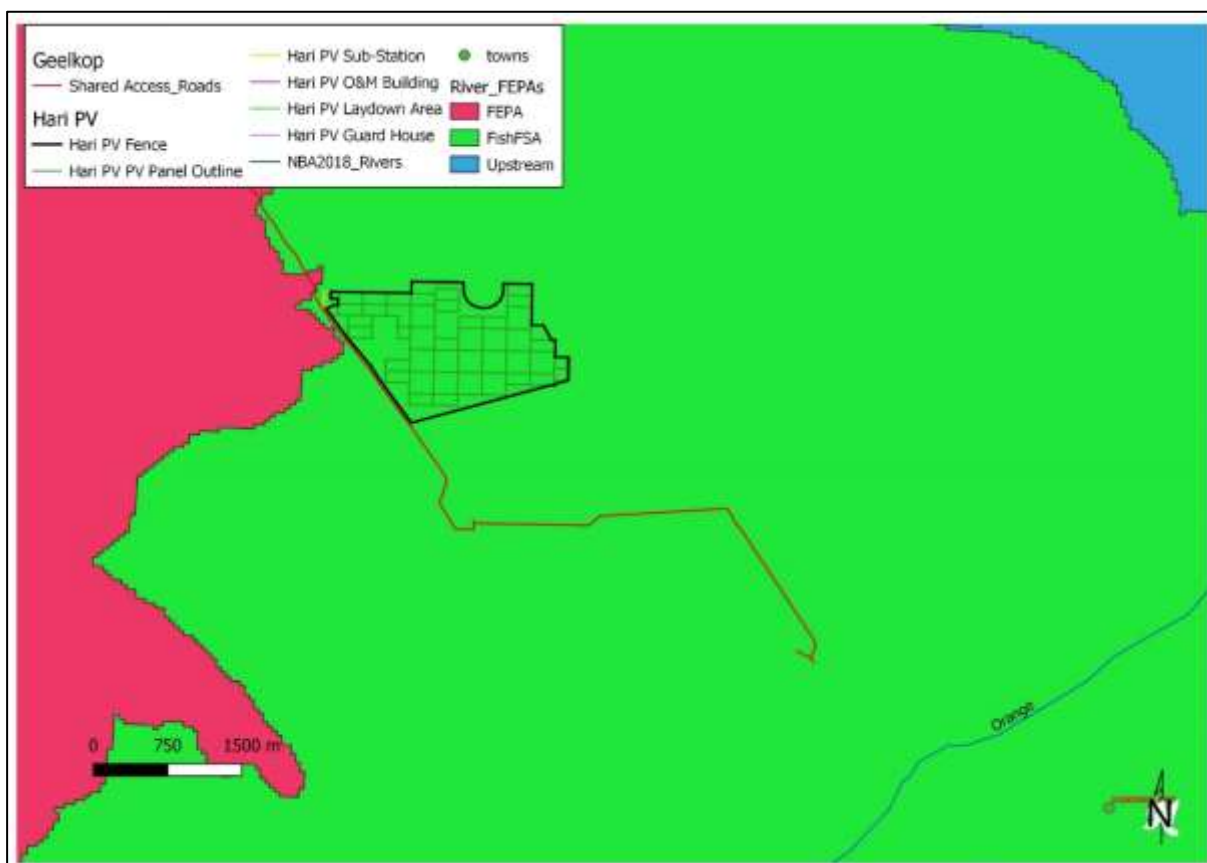 Geelkop
Shared Access_Roads
Hari PV
Hari PV Fence
Hari PV PV Panel Outline
Hari PV Sub-Station
Hari PV O&M Building
Hari PV Laydown Area
Hari PV Guard House
NBA2018_Rivers
towns
River_FEPAs
FEPA
FishFSA
Upstream
Orange
0 750 1500 m
N